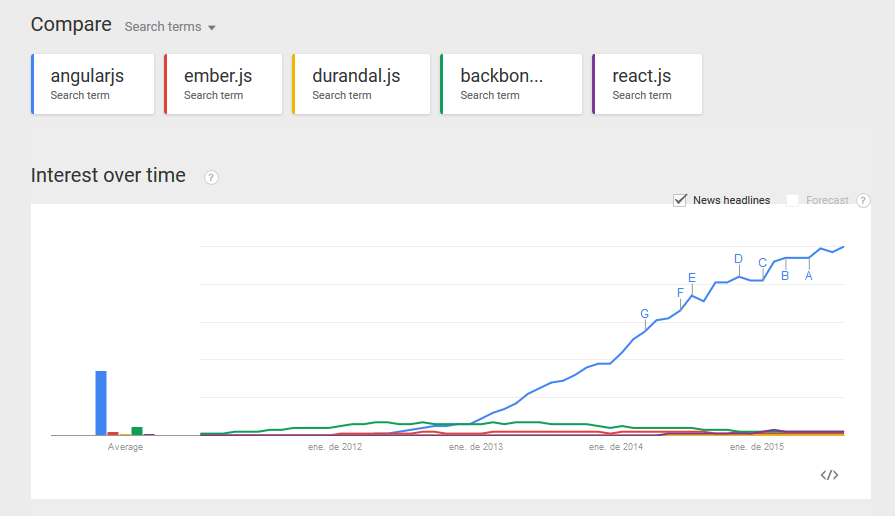 Compare Search terms
angularjs ember.js durandal.js backbon... react.js
Search term Search term Search term Search term Search term
Interest over time ?
News headlines Forecast ?
D C
E B A
F
G
Average ene. de 2012 ene. de 2013 ene. de 2014 ene. de 2015
</>